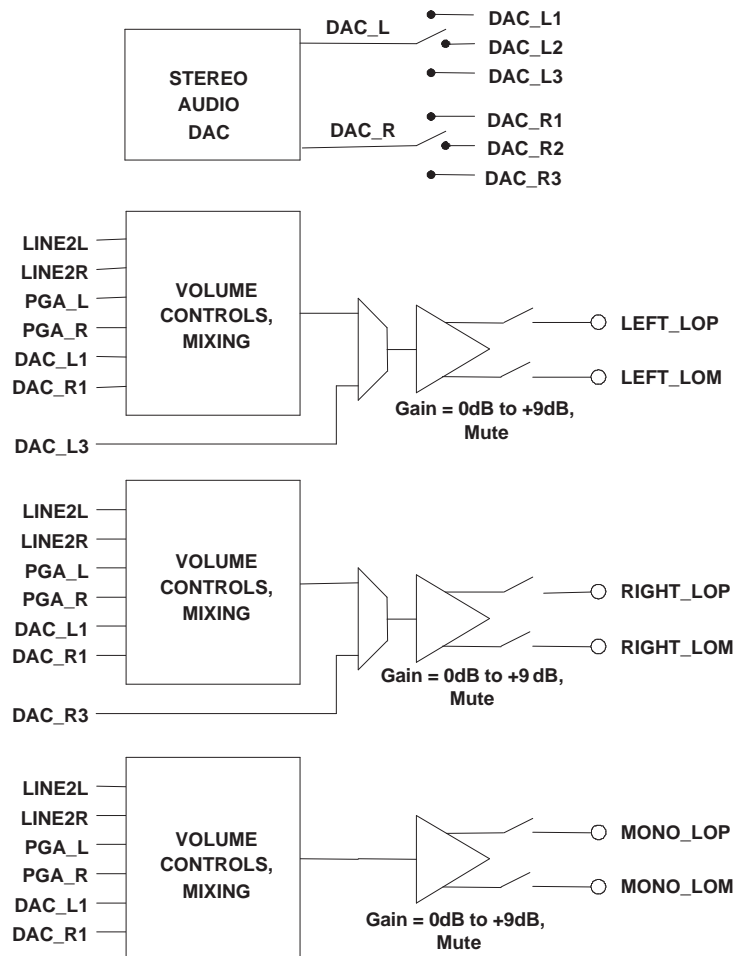 DAC_L
DAC_L1
DAC_L2
DAC_L3
STEREO
AUDIO
DAC
DAC_R
DAC_R1
DAC_R2
DAC_R3
LINE2L
LINE2R
PGA_L
PGA_R
DAC_L1
DAC_R1
DAC_L3
VOLUME
CONTROLS,
MIXING
Gain = 0dB to +9dB,
Mute
LEFT_LOP
LEFT_LOM
LINE2L
LINE2R
PGA_L
PGA_R
DAC_L1
DAC_R1
DAC_R3
VOLUME
CONTROLS,
MIXING
Gain = 0dB to +9 dB,
Mute
RIGHT_LOP
RIGHT_LOM
LINE2L
LINE2R
PGA_L
PGA_R
DAC_L1
DAC_R1
VOLUME
CONTROLS,
MIXING
Gain = 0dB to +9dB,
Mute
MONO_LOP
MONO_LOM